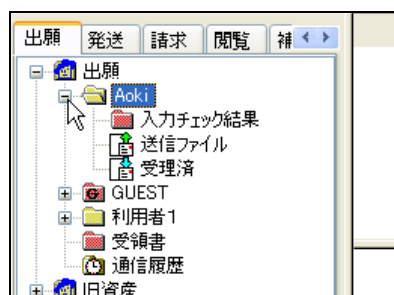 出願 発送 請求 閲覧 補
出願
Aoki
入力チェック結果
送信ファイル
受理済
GUEST
利用者1
受領書
通信履歴
旧資産